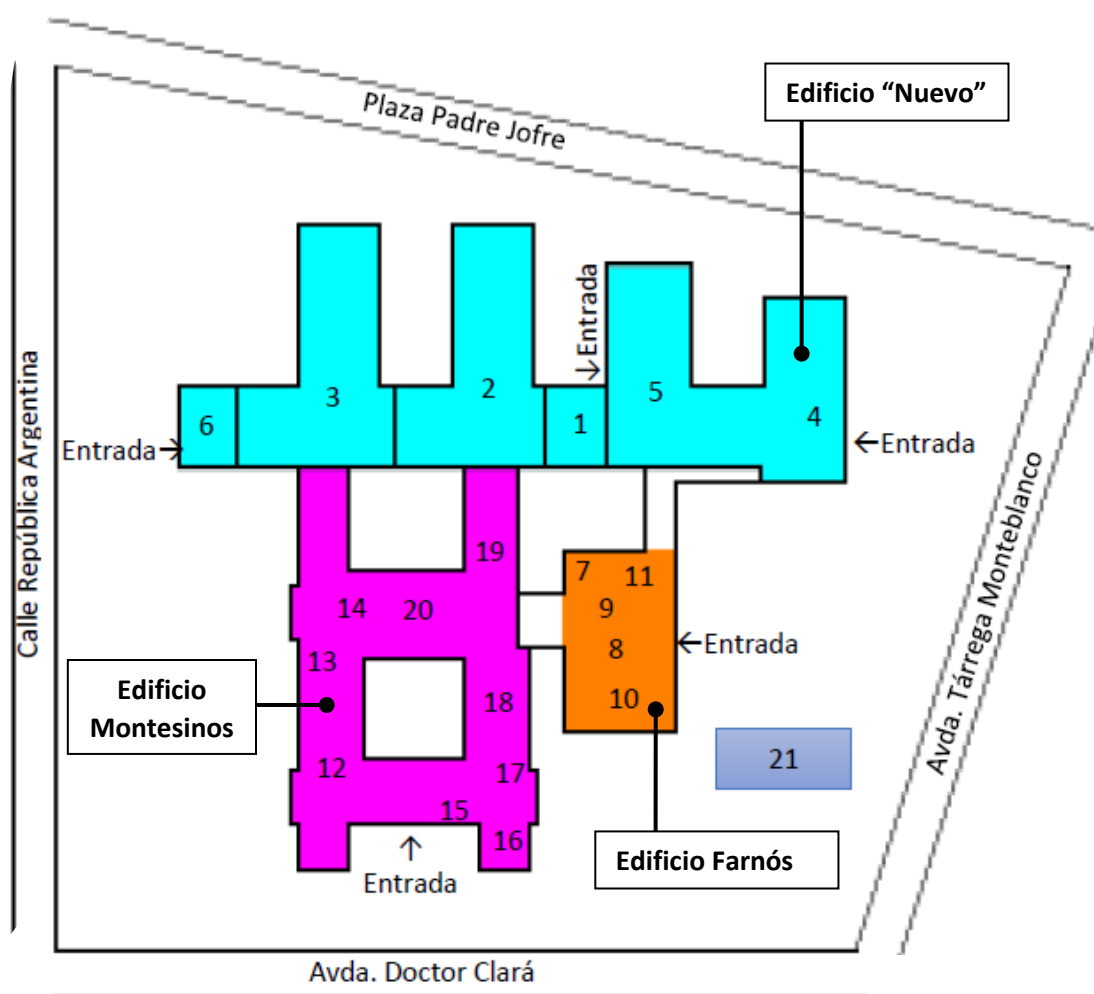 Plaza Padre Jofre
Edificio “Nuevo”
Entrada
↓
3
2
5
6
1
4
Entrada→
←Entrada
Calle República Argentina
Avda. Tárrega Monteblanco
19
7
11
14
20
9
8
←Entrada
13
Edificio
Montesinos
18
10
12
17
21
15
16
↑
Entrada
Edificio Farnós
Avda. Doctor Clará